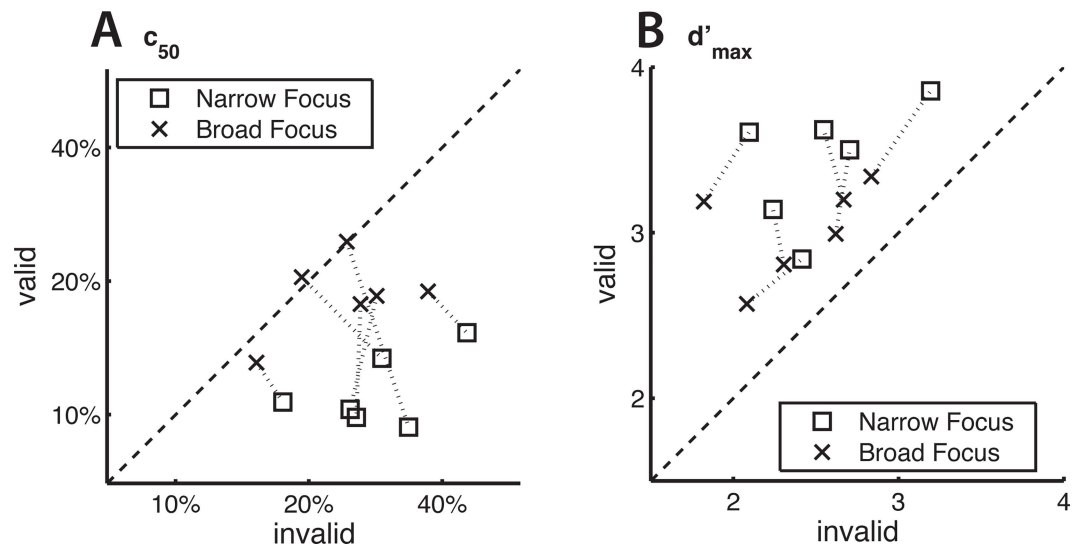 A c50
Narrow Focus
Broad Focus
40%
20%
10%
valid
10% 20% 40%
invalid
B d’max
4
3
2
valid
Narrow Focus
Broad Focus
2 3 4
invalid